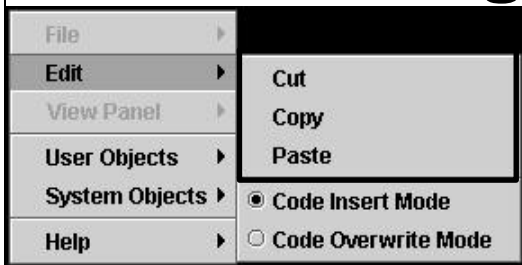 File
Edit
View Panel
User Objects
System Objects
Help
Cut
Copy
Paste
Code Insert Mode
Code Overwrite Mode